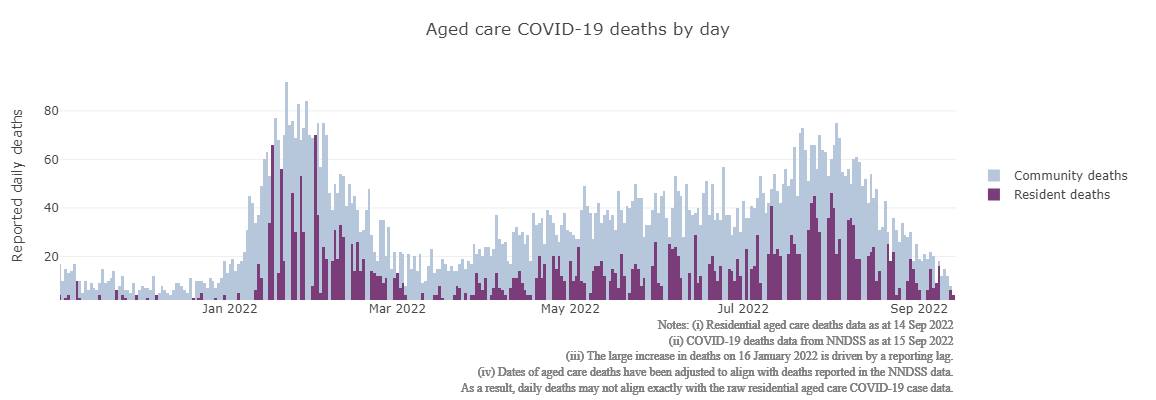 Aged care COVID-19 deaths by day
Reported daily deaths
80
60
40
20
Jan 2022
Mar 2022
May 2022
Jul 2022
Sep 2022
Community deaths
Resident deaths
Notes: (i) Residential aged care deaths data as at 14 Sep 2022
(ii) COVID-19 deaths data from NNDSS as at 15 Sep 2022
(iii) The large increase in deaths on 16 January 2022 is driven by a reporting lag.
(iv) Dates of aged care deaths have been adjusted to align with deaths reported in the NNDSS data.
As a result, daily deaths may not align exactly with the raw residential aged care COVID-19 case data.